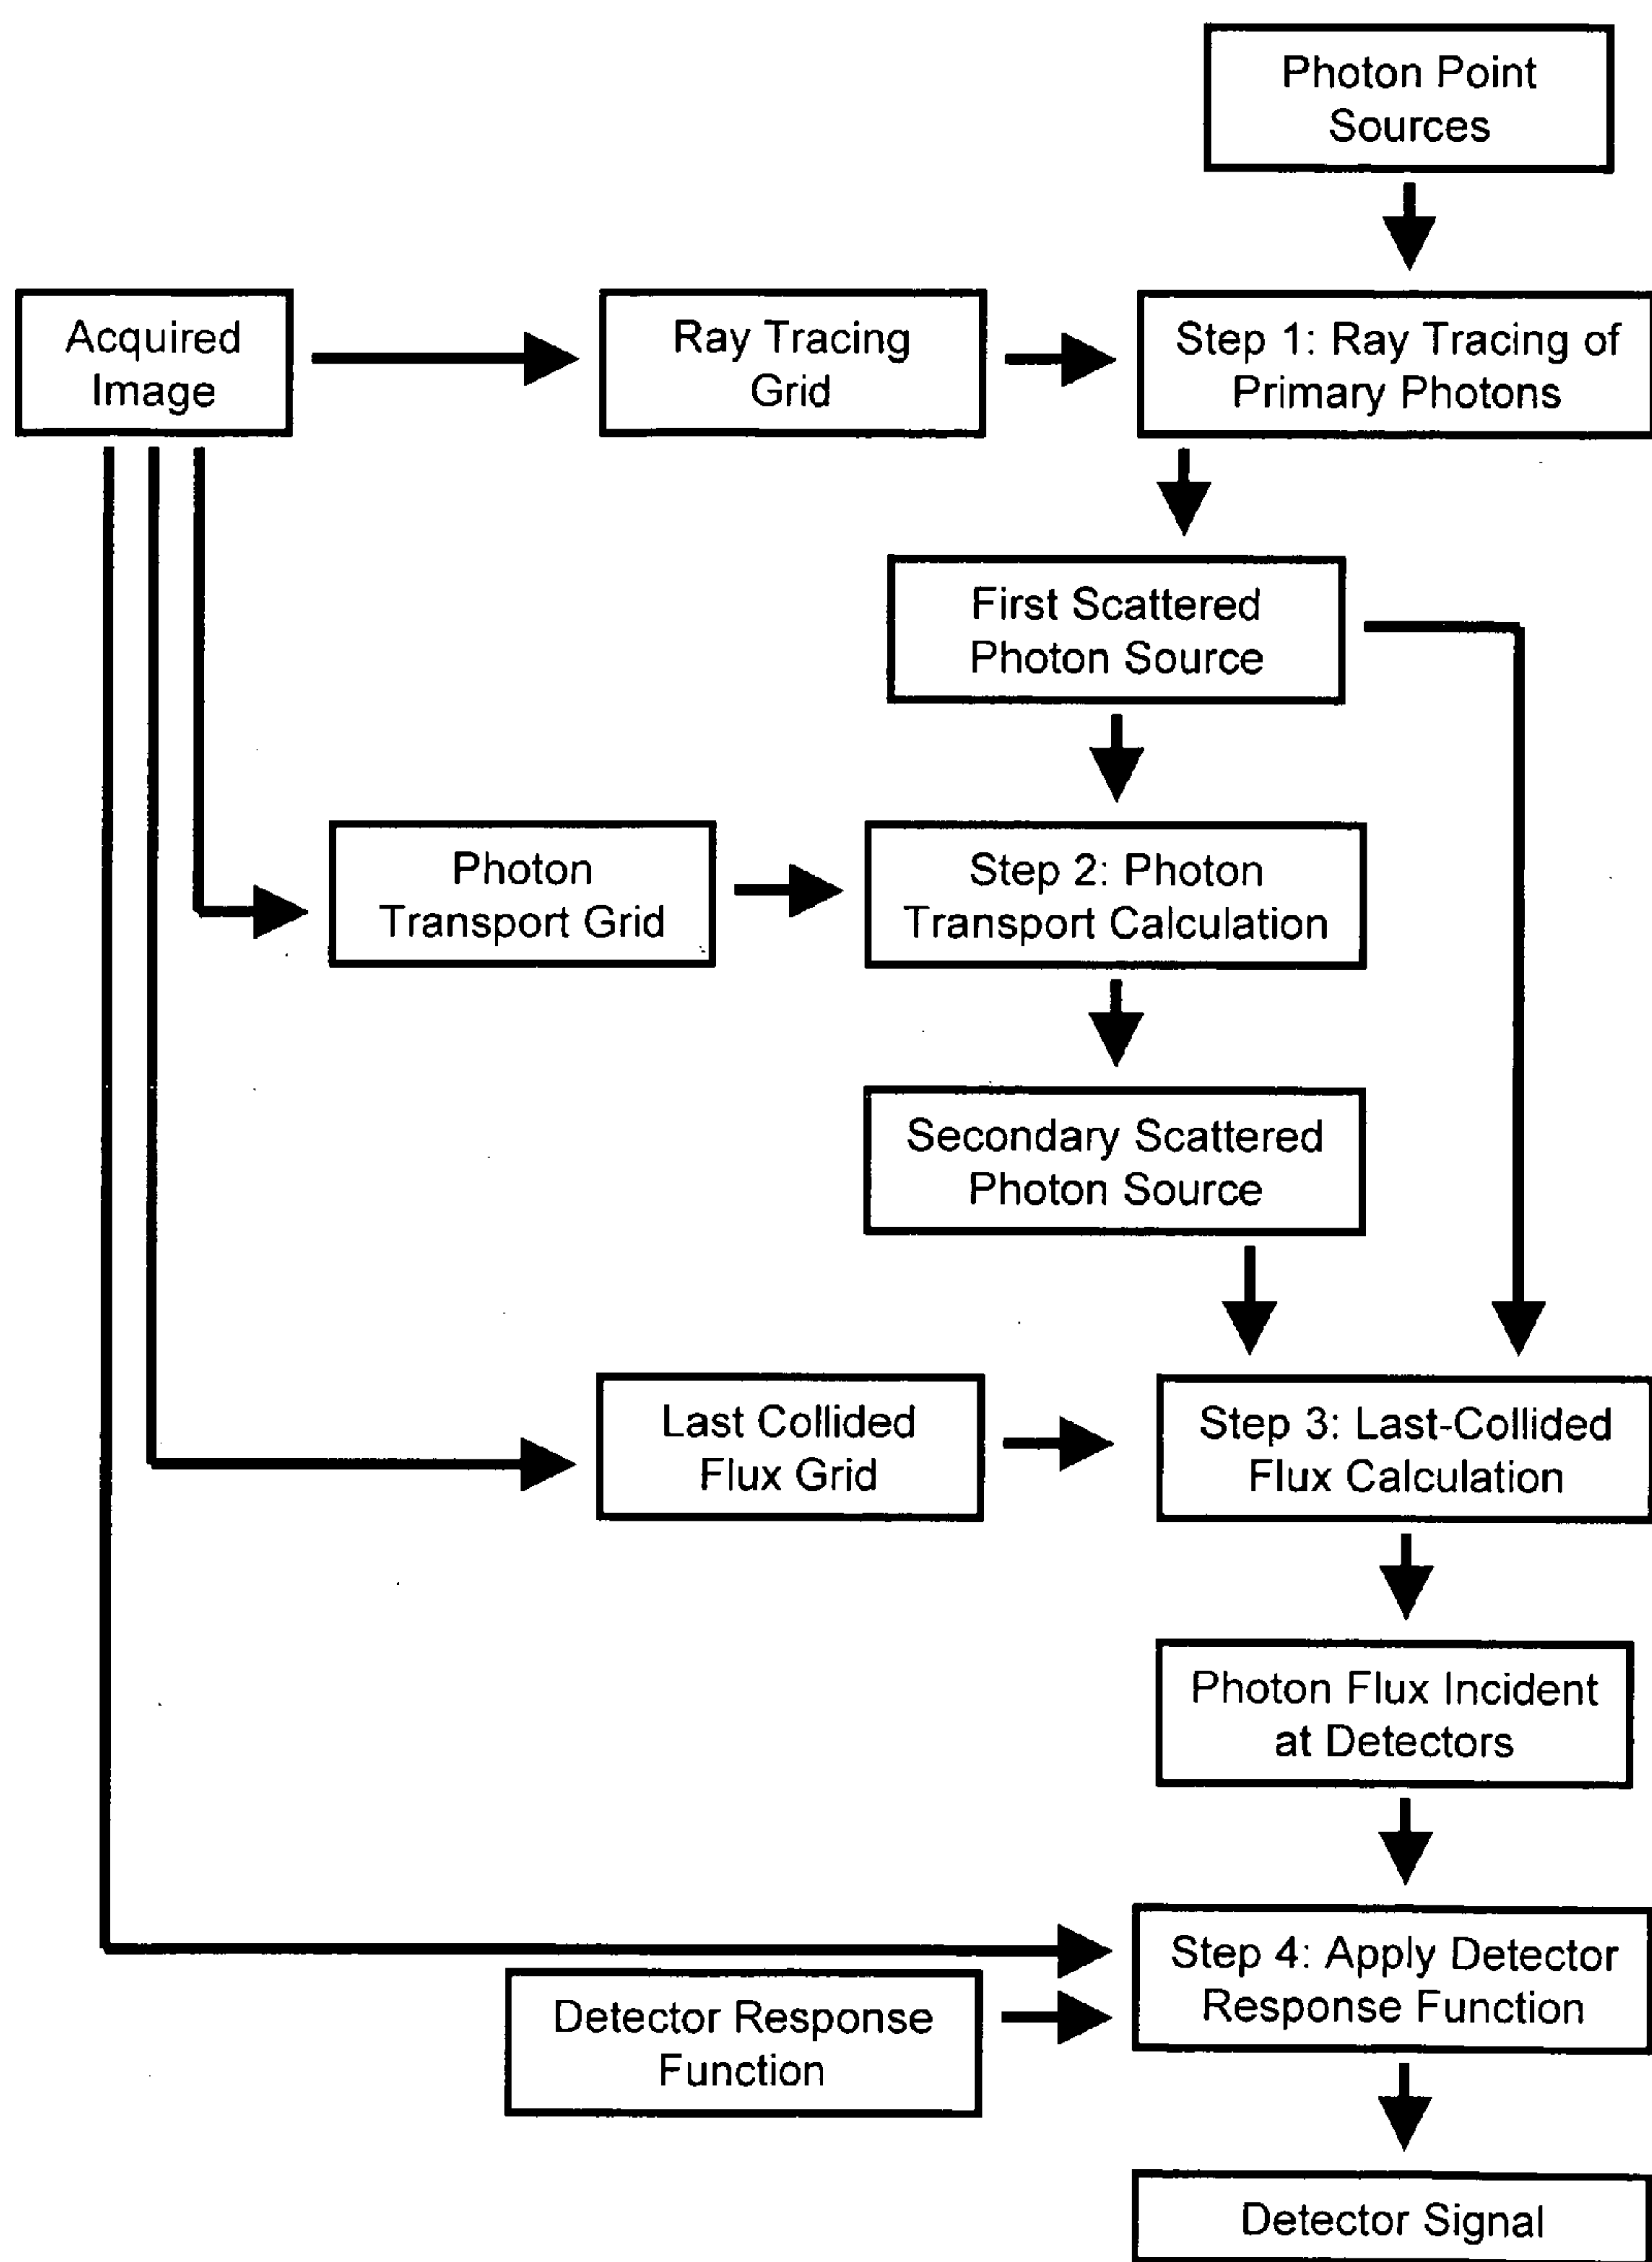 Photon Point
Sources
Acquired
Image
Ray Tracing
Grid
Step 1: Ray Tracing of
Primary Photons
First Scattered
Photon Source
Photon
Transport Grid
Step 2: Photon
Transport Calculation
Secondary Scattered
Photon Source
Last Collided
Flux Grid
Step 3: Last-Collided
Flux Calculation
Photon Flux Incident
at Detectors
Step 4: Apply Detector
Response Function
Detector Response
Function
Detector Signal